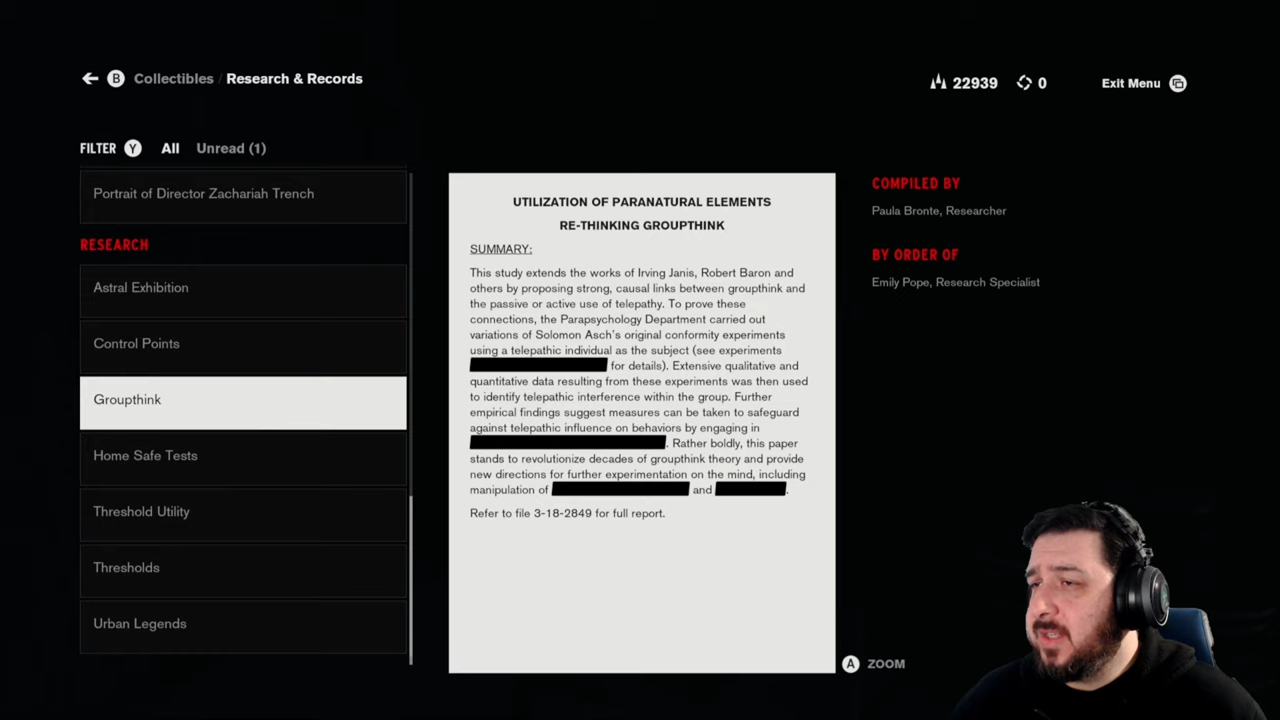 B Collectibles / Research & Records
22939 0 Exit Menu
FILTER Y All Unread (1)
Portrait of Director Zachariah Trench
RESEARCH
Astral Exhibition
Control Points
Groupthink
Home Safe Tests
Threshold Utility
Thresholds
Urban Legends
UTILIZATION OF PARANATURAL ELEMENTS
RE-THINKING GROUPTHINK
SUMMARY:
This study extends the works of Irving Janis, Robert Baron and
others by proposing strong, causal links between groupthink and
the passive or active use of telepathy. To prove these
connections, the Parapsychology Department carried out
variations of Solomon Asch's original conformity experiments
using a telepathic individual as the subject (see experiments
for details). Extensive qualitative and
quantitative data resulting from these experiments was then used
to identify telepathic interference within the group. Further
empirical findings suggest measures can be taken to safeguard
against telepathic influence on behaviors by engaging in
. Rather boldly, this paper
stands to revolutionize decades of groupthink theory and provide
new directions for further experimentation on the mind, including
manipulation of and .
Refer to file 3-18-2849 for full report.
COMPILED BY
Paula Bronte, Researcher
BY ORDER OF
Emily Pope, Research Specialist
A ZOOM